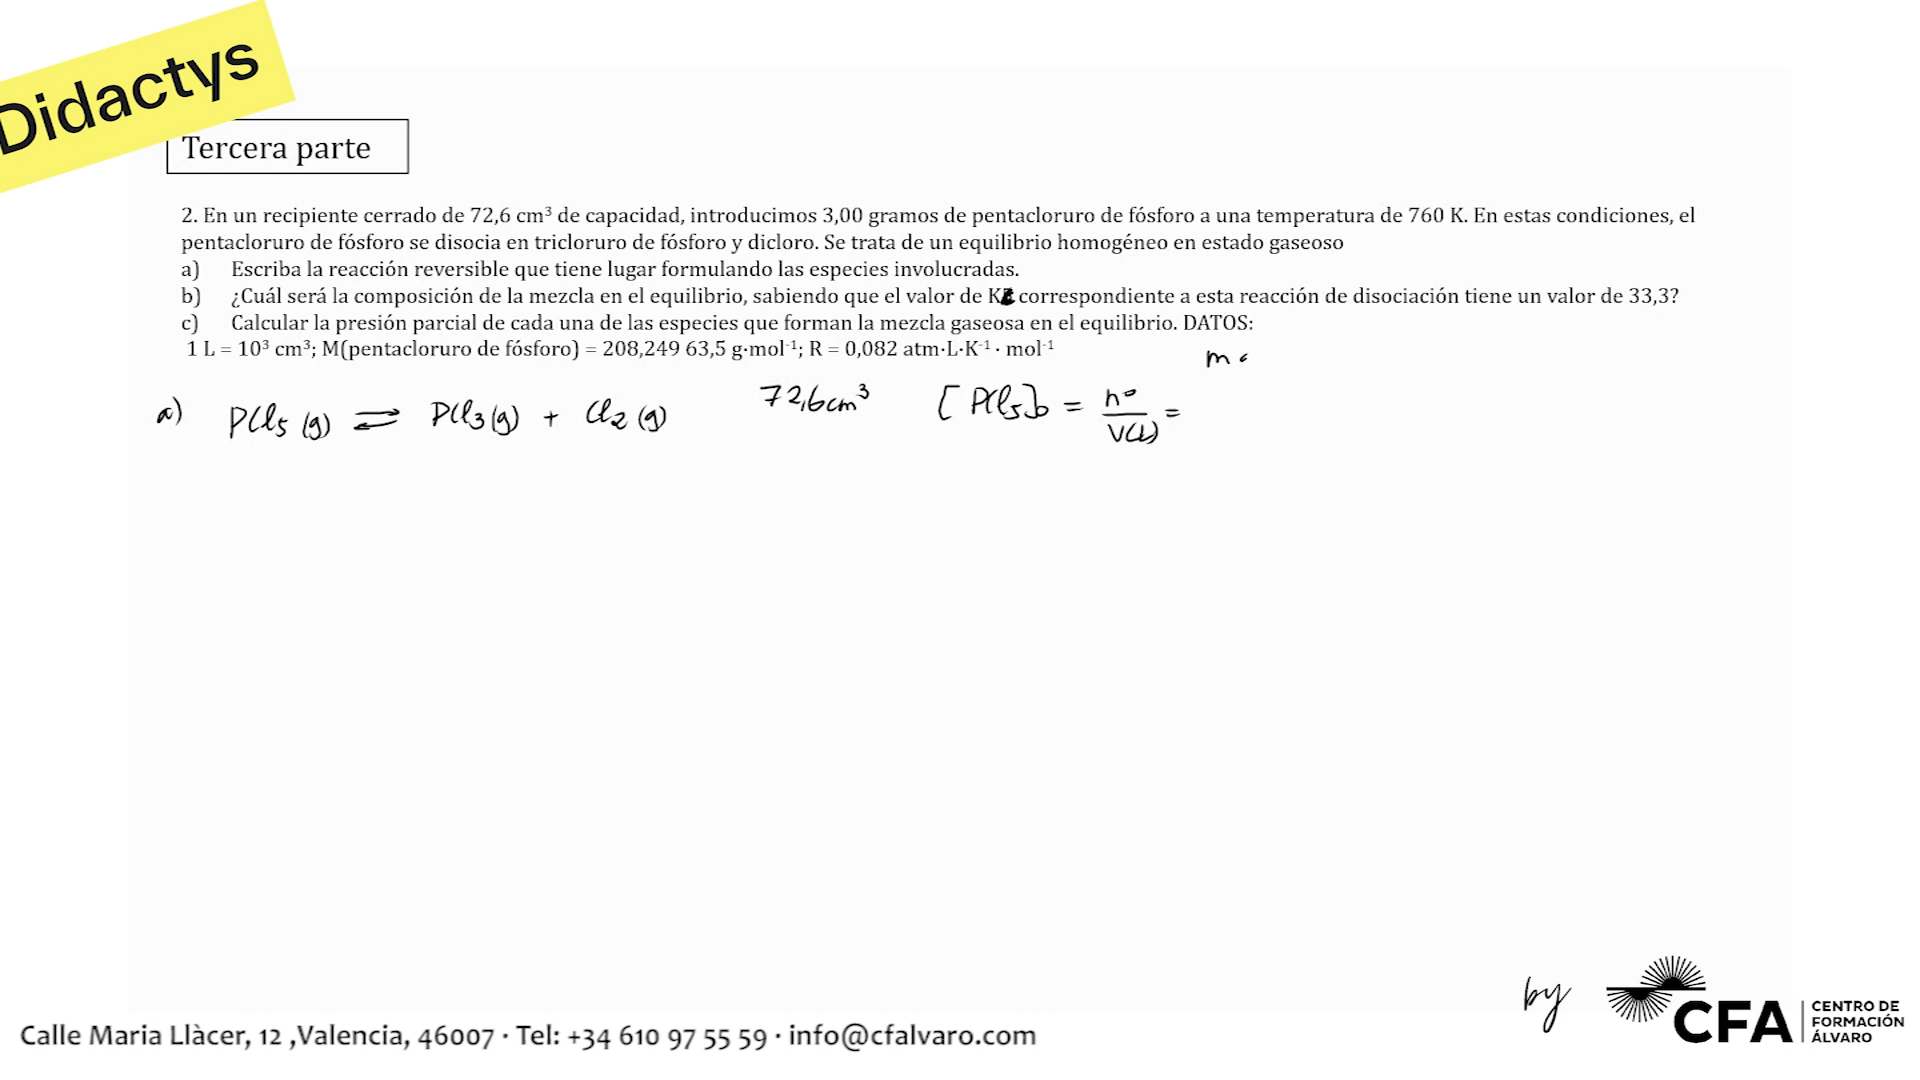 Didactys
Tercera parte
2. En un recipiente cerrado de 72,6 cm³ de capacidad, introducimos 3,00 gramos de pentacloruro de fósforo a una temperatura de 760 K. En estas condiciones, el
pentacloruro de fósforo se disocia en tricloruro de fósforo y dicloro. Se trata de un equilibrio homogéneo en estado gaseoso
a) Escriba la reacción reversible que tiene lugar formulando las especies involucradas.
b) ¿Cuál será la composición de la mezcla en el equilibrio, sabiendo que el valor de K correspondiente a esta reacción de disociación tiene un valor de 33,3?
c) Calcular la presión parcial de cada una de las especies que forman la mezcla gaseosa en el equilibrio. DATOS:
1 L = 10³ cm³; M(pentacloruro de fósforo) = 208,249 63,5 g·mol⁻¹; R = 0,082 atm·L·K⁻¹ · mol⁻¹
m
a) PCl₅ (g) ⇌ PCl₃ (g) + Cl₂ (g) 72,6 cm³ [PCl₅]₀ = nº / V(L) =
by
CFA
CENTRO DE
FORMACIÓN
ÁLVARO
Calle Maria Llàcer, 12 ,Valencia, 46007 · Tel: +34 610 97 55 59 · info@cfalvaro.com